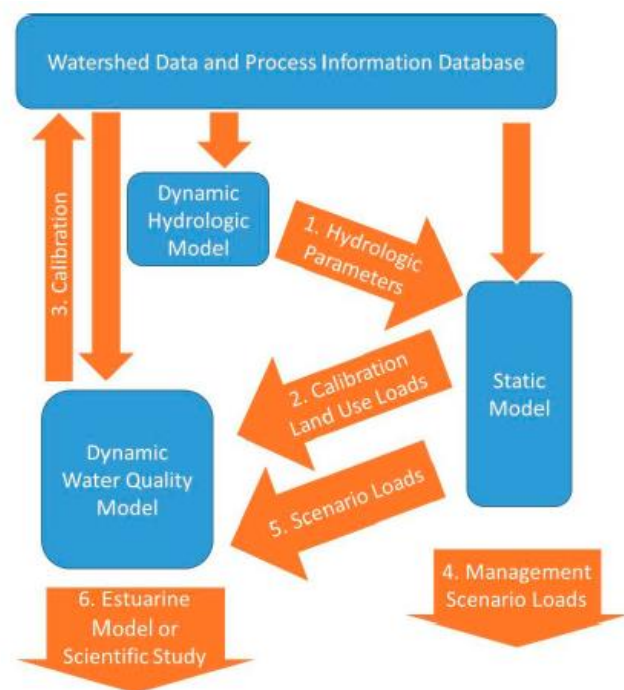 Watershed Data and Process Information Database
Dynamic
Hydrologic
Model
1. Hydrologic
Parameters
3. Calibration
2. Calibration
Land Use Loads
Static
Model
Dynamic
Water Quality
Model
5. Scenario Loads
4. Management
Scenario Loads
6. Estuarine
Model or
Scientific Study